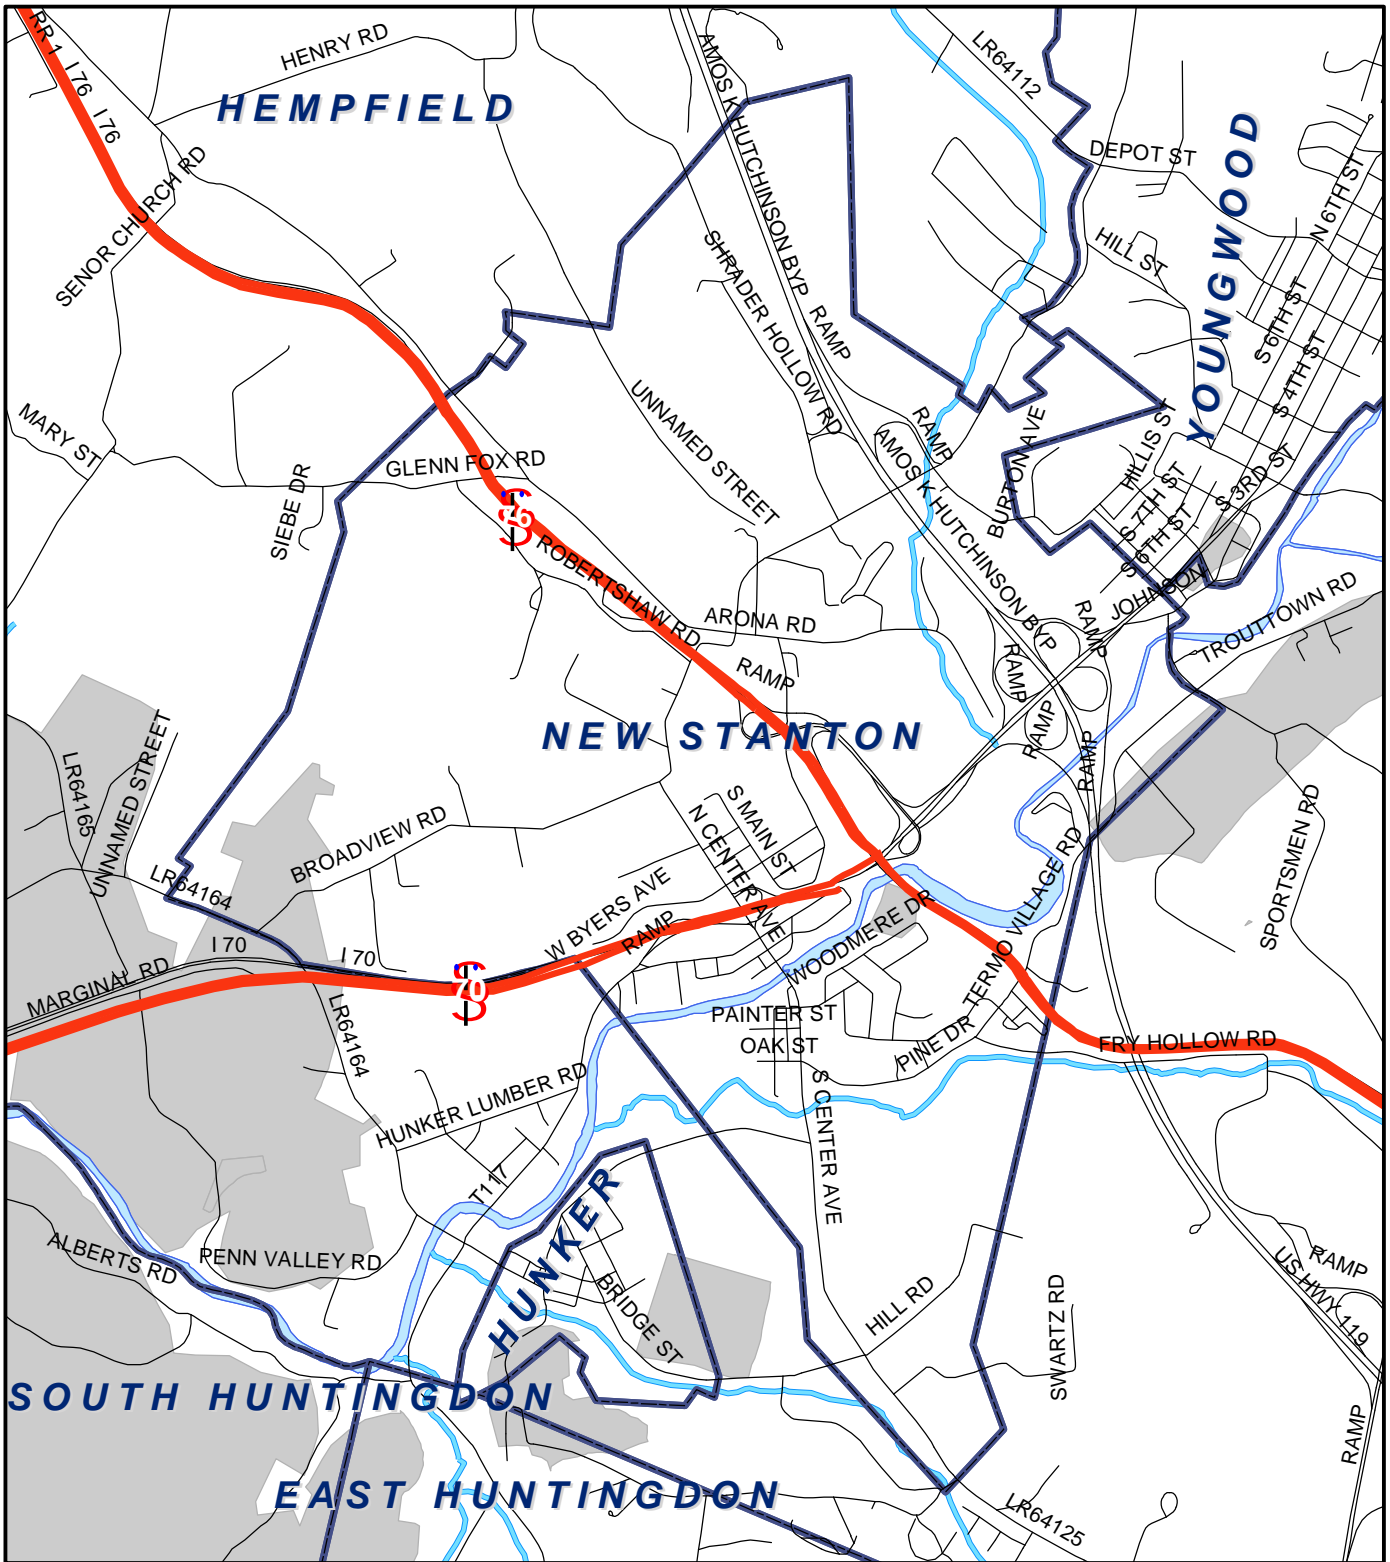 RR 1
I 76
I 76
HENRY RD
HEMPFIELD
AMOS K HUTCHINSON BYP
LR64112
DEPOT ST
YOUNGWOOD
N 6TH ST
SENOR CHURCH RD
SHRADER HOLLOW RD
HILL ST
RAMP
S 6TH ST
S 4TH ST
MARY ST
UNNAMED STREET
RAMP
AMOS K HUTCHINSON BYP
BURTON AVE
HILLIS ST
GLENN FOX RD
SIEBE DR
76
S 7TH ST
S 3RD ST
S 6TH ST
ROBERTSHAW RD
ARONA RD
JOHNSON
TROUTTOWN RD
RAMP
RAMP
RAMP
NEW STANTON
RAMP
RAMP
LR64165
UNNAMED STREET
BROADVIEW RD
S MAIN ST
N CENTER AVE
SPORTSMEN RD
LR64164
W BYERS AVE
RAMP
WOODMERE DR
TERMO VILLAGE RD
I 70
I 70
70
MARGINAL RD
LR64164
PAINTER ST
OAK ST
PINE DR
FRY HOLLOW RD
HUNKER LUMBER RD
S CENTER AVE
T117
HUNKER
ALBERTS RD
PENN VALLEY RD
BRIDGE ST
HILL RD
SWARTZ RD
RAMP
US HWY 119
SOUTH HUNTINGDON
RAMP
EAST HUNTINGDON
LR64125